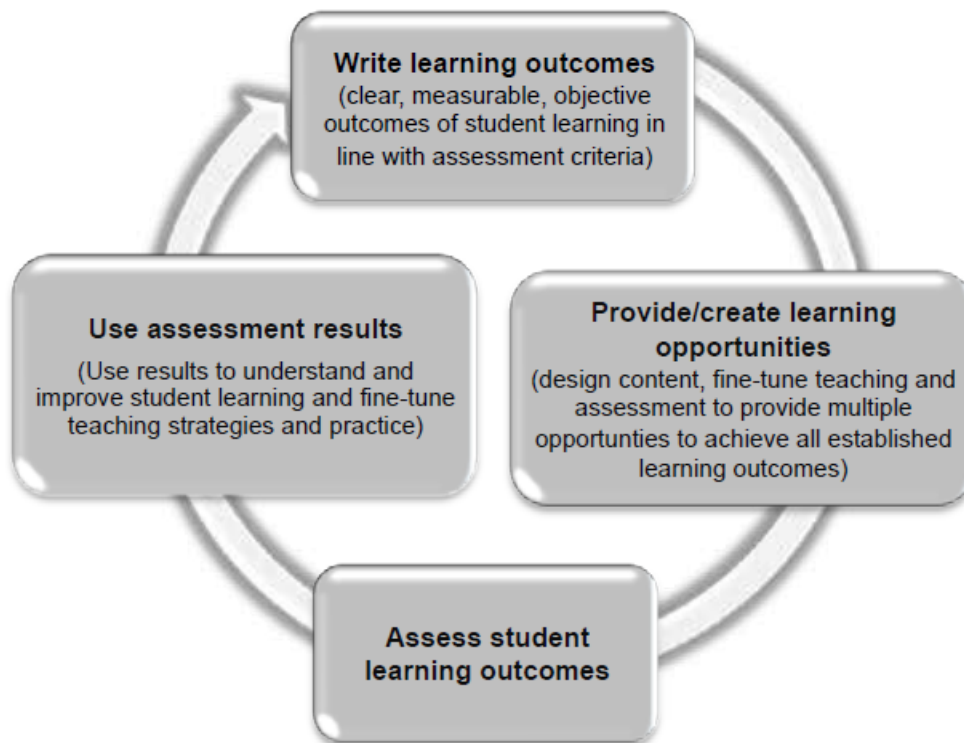 Write learning outcomes
(clear, measurable, objective
outcomes of student learning in
line with assessment criteria)
Provide/create learning
opportunities
(design content, fine-tune teaching and
assessment to provide multiple
opportunties to achieve all established
learning outcomes)
Assess student
learning outcomes
Use assessment results
(Use results to understand and
improve student learning and fine-tune
teaching strategies and practice)